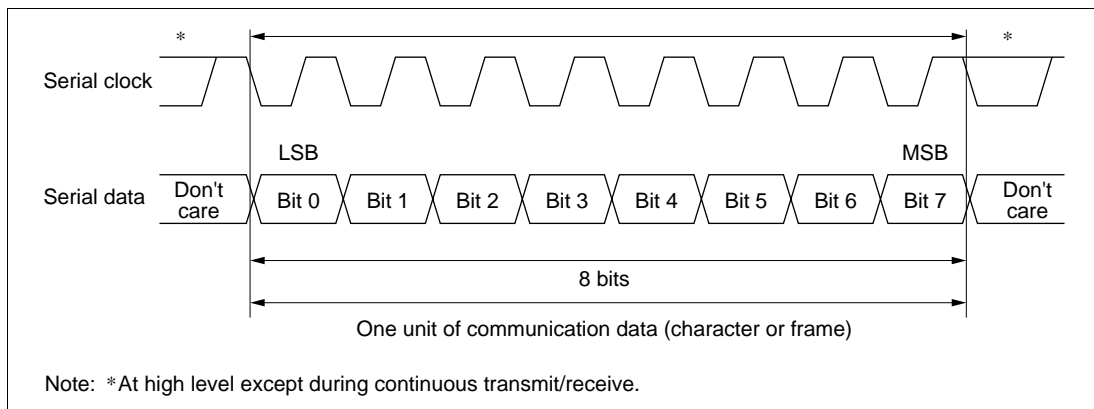 * *
Serial clock
LSB MSB
Serial data Don't care Bit 0 Bit 1 Bit 2 Bit 3 Bit 4 Bit 5 Bit 6 Bit 7 Don't care
8 bits
One unit of communication data (character or frame)
Note: *At high level except during continuous transmit/receive.